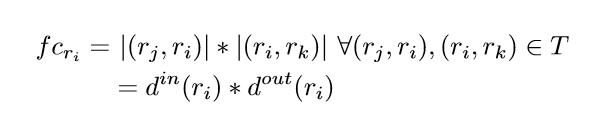 fc_{r_i} = |(r_j, r_i)| * |(r_i, r_k)| ∀(r_j, r_i), (r_i, r_k) ∈ T
= d^{in}(r_i) * d^{out}(r_i)